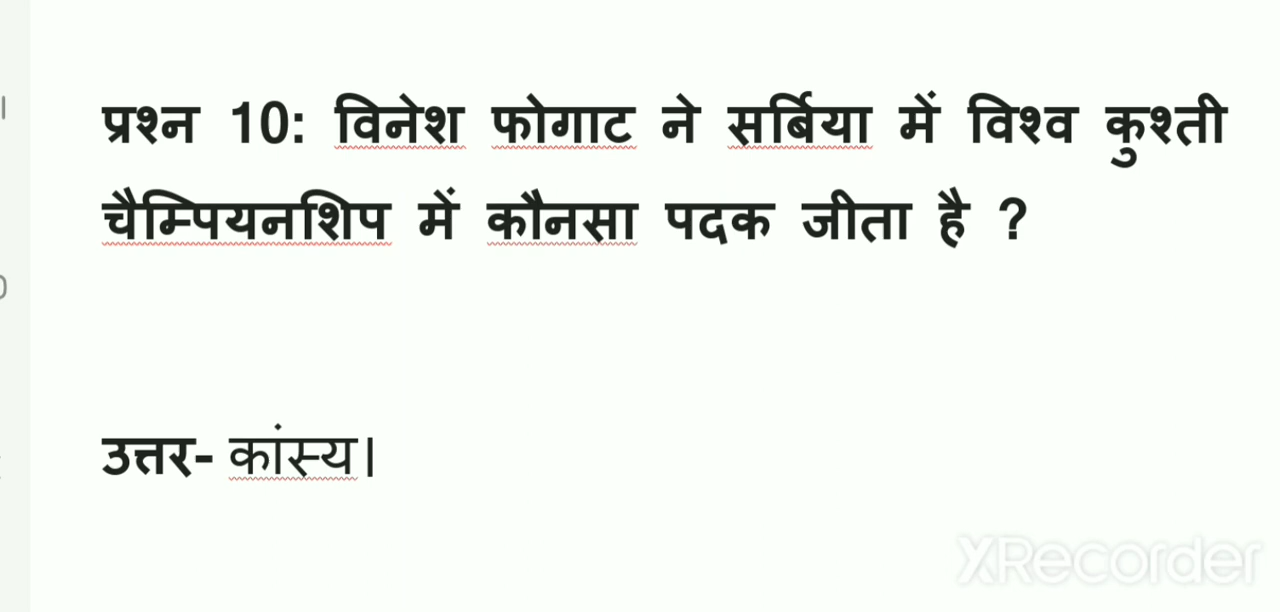 प्रश्न 10: विनेश फोगाट ने सर्बिया में विश्व कुश्ती
चैम्पियनशिप में कौनसा पदक जीता है ?
उत्तर- कांस्य।
XRecorder